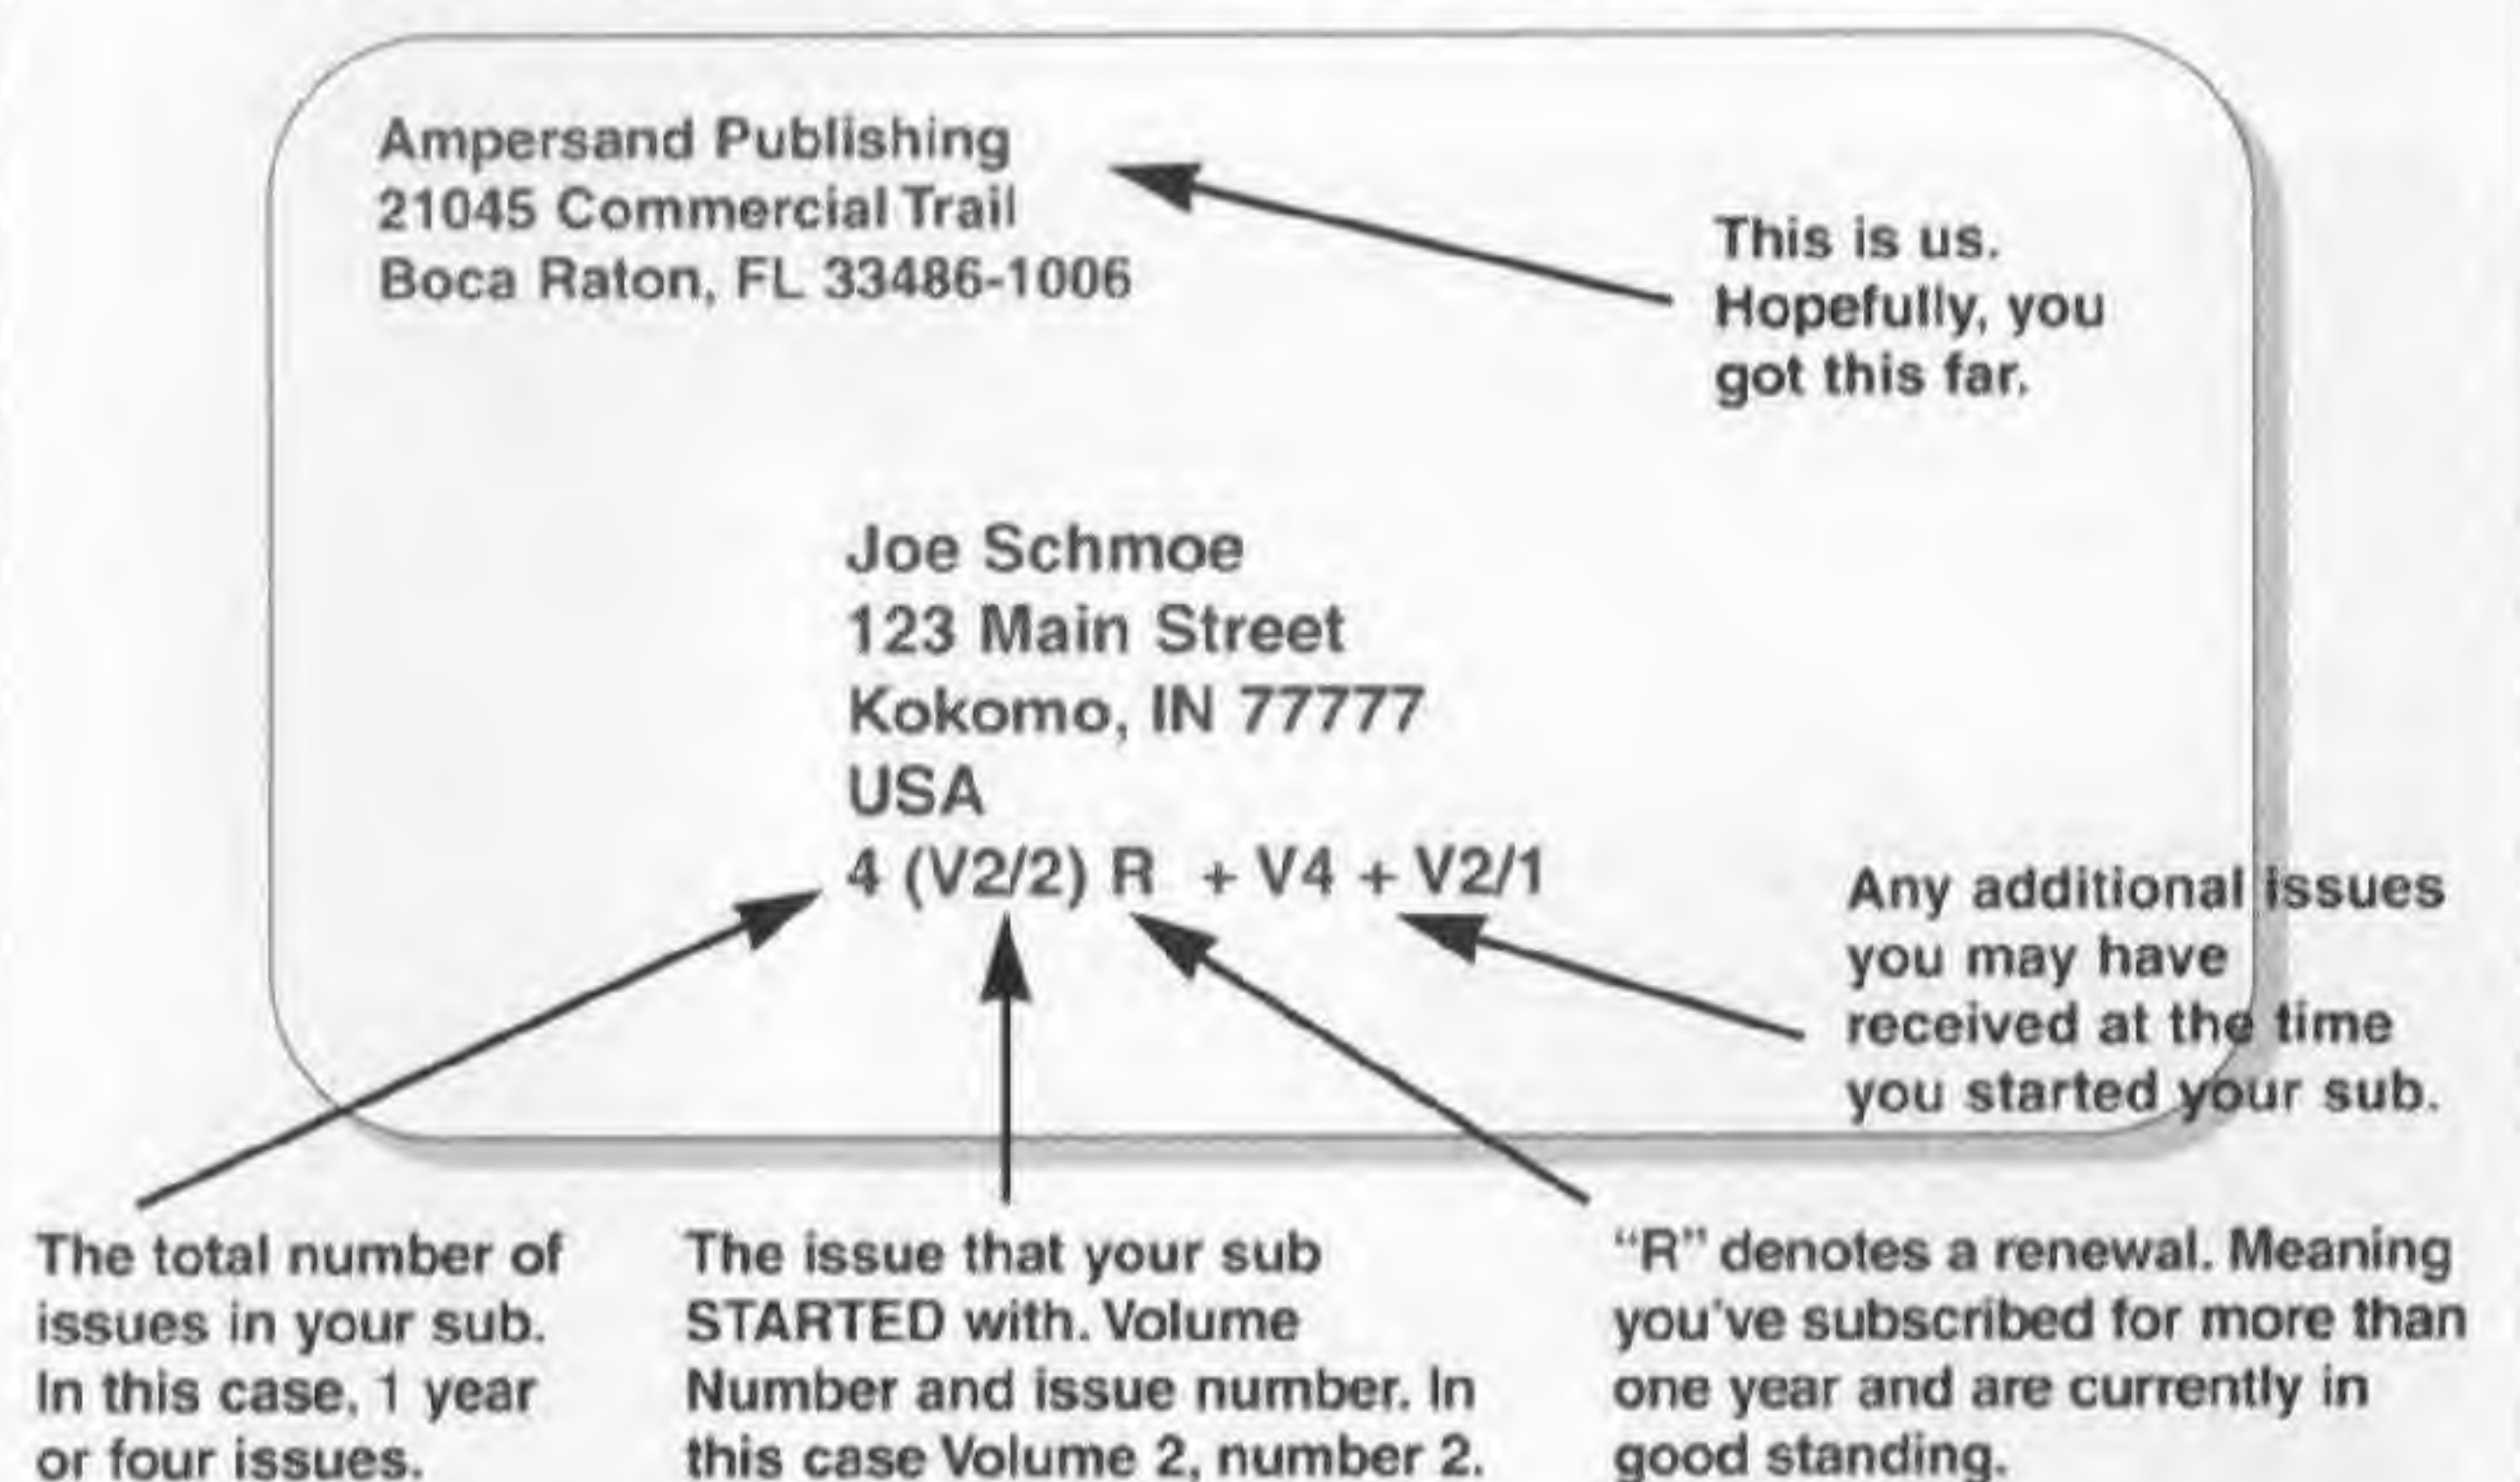 Ampersand Publishing
21045 Commercial Trail
Boca Raton, FL 33486-1006
This is us.
Hopefully, you
got this far.
Joe Schmoe
123 Main Street
Kokomo, IN 77777
USA
4 (V2/2) R + V4 + V2/1
Any additional issues
you may have
received at the time
you started your sub.
The total number of
issues in your sub.
In this case, 1 year
or four issues.
The issue that your sub
STARTED with. Volume
Number and issue number. In
this case Volume 2, number 2.
“R” denotes a renewal. Meaning
you've subscribed for more than
one year and are currently in
good standing.